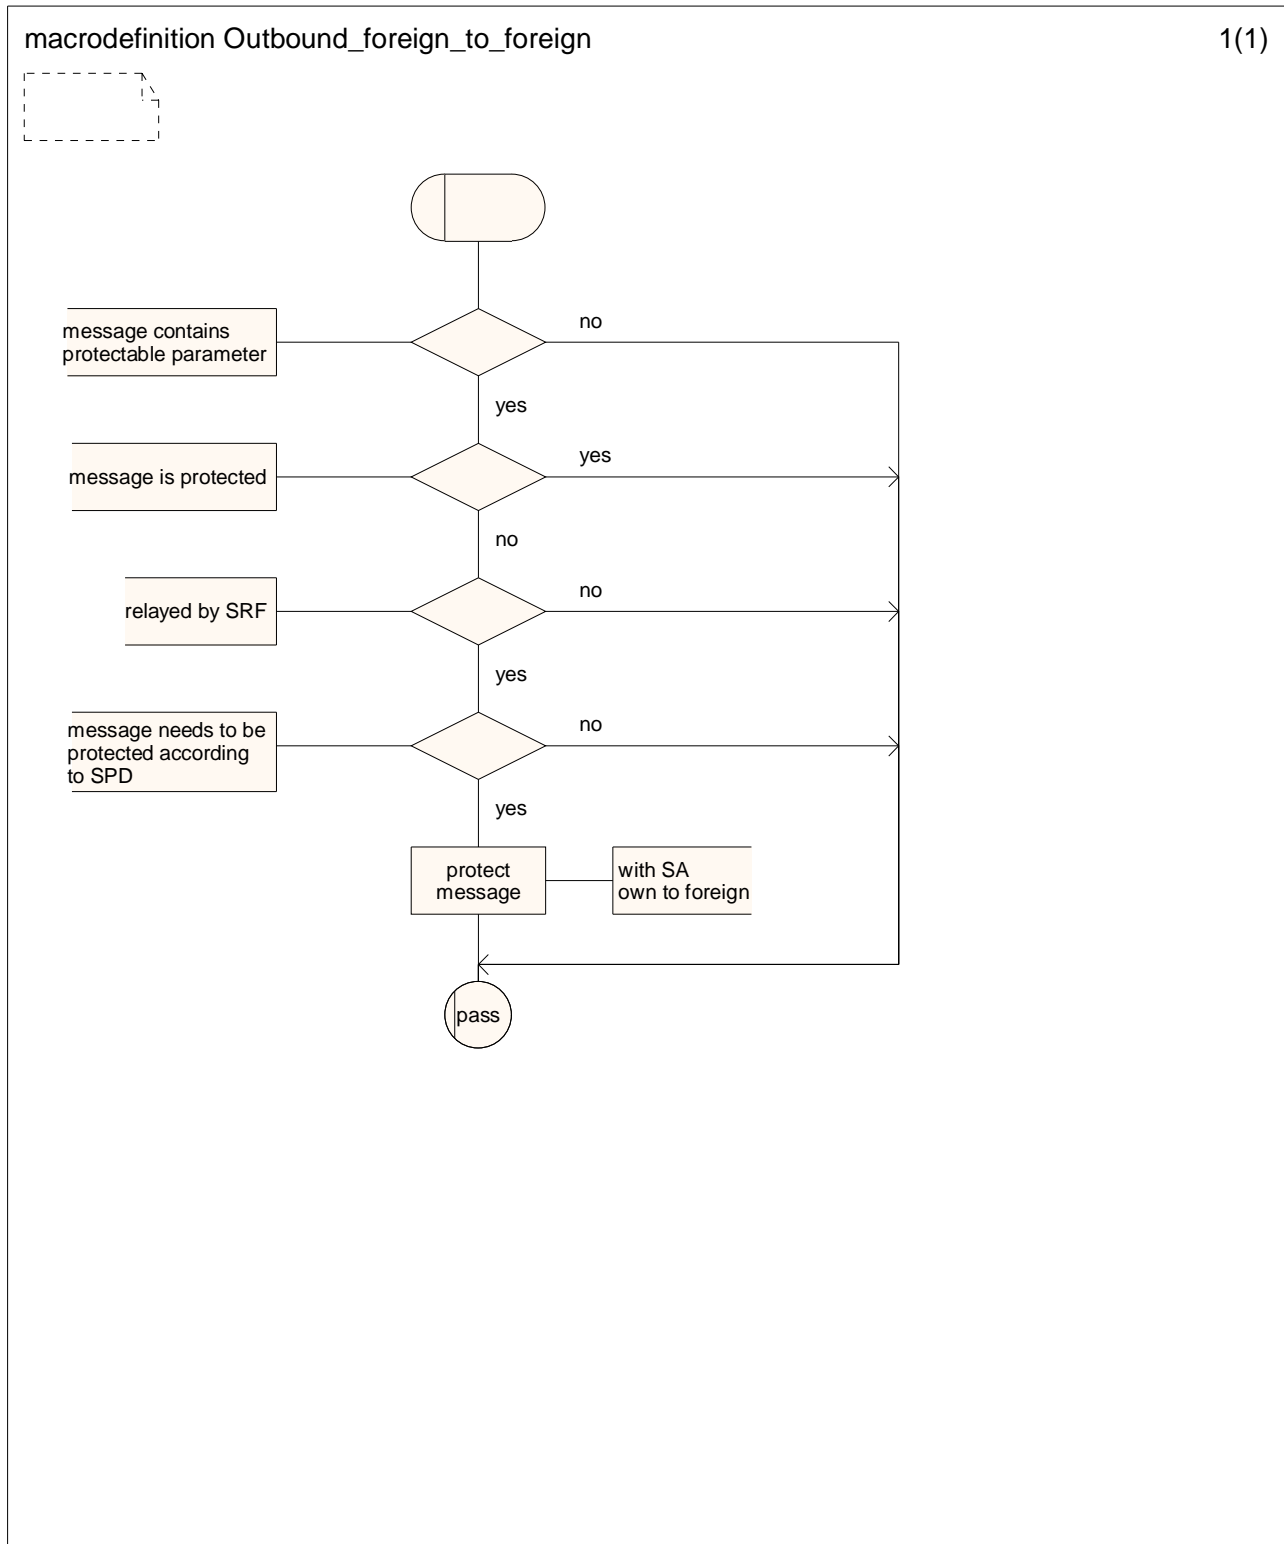 macrodefinition Outbound_foreign_to_foreign
1(1)
message contains
protectable parameter
no
yes
message is protected
yes
no
relayed by SRF
no
yes
message needs to be
protected according
to SPD
no
yes
protect
message
with SA
own to foreign
pass